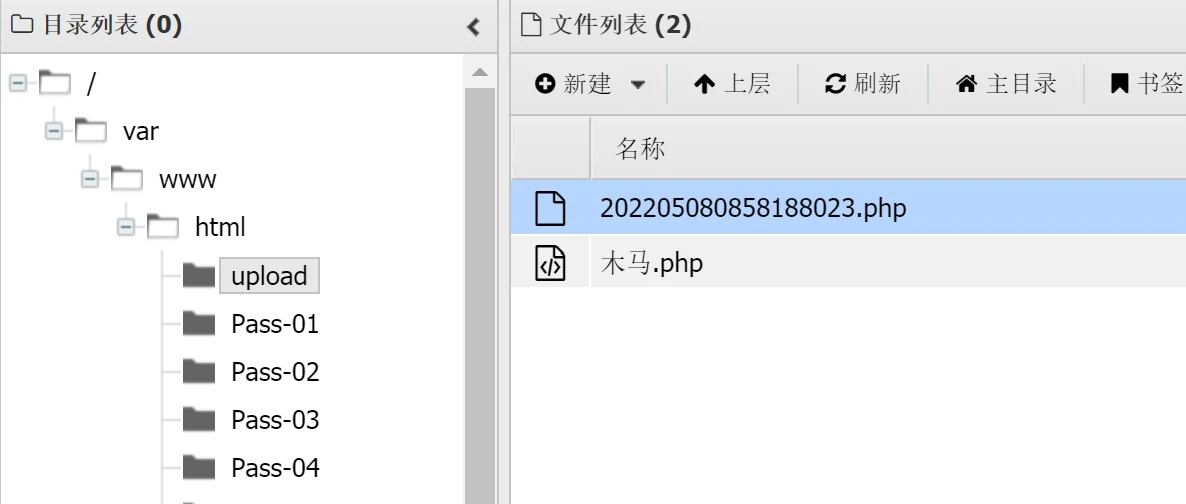 目录列表 (0)
/
var
www
html
upload
Pass-01
Pass-02
Pass-03
Pass-04
文件列表 (2)
新建 上层 刷新 主目录 书签
名称
202205080858188023.php
木马.php